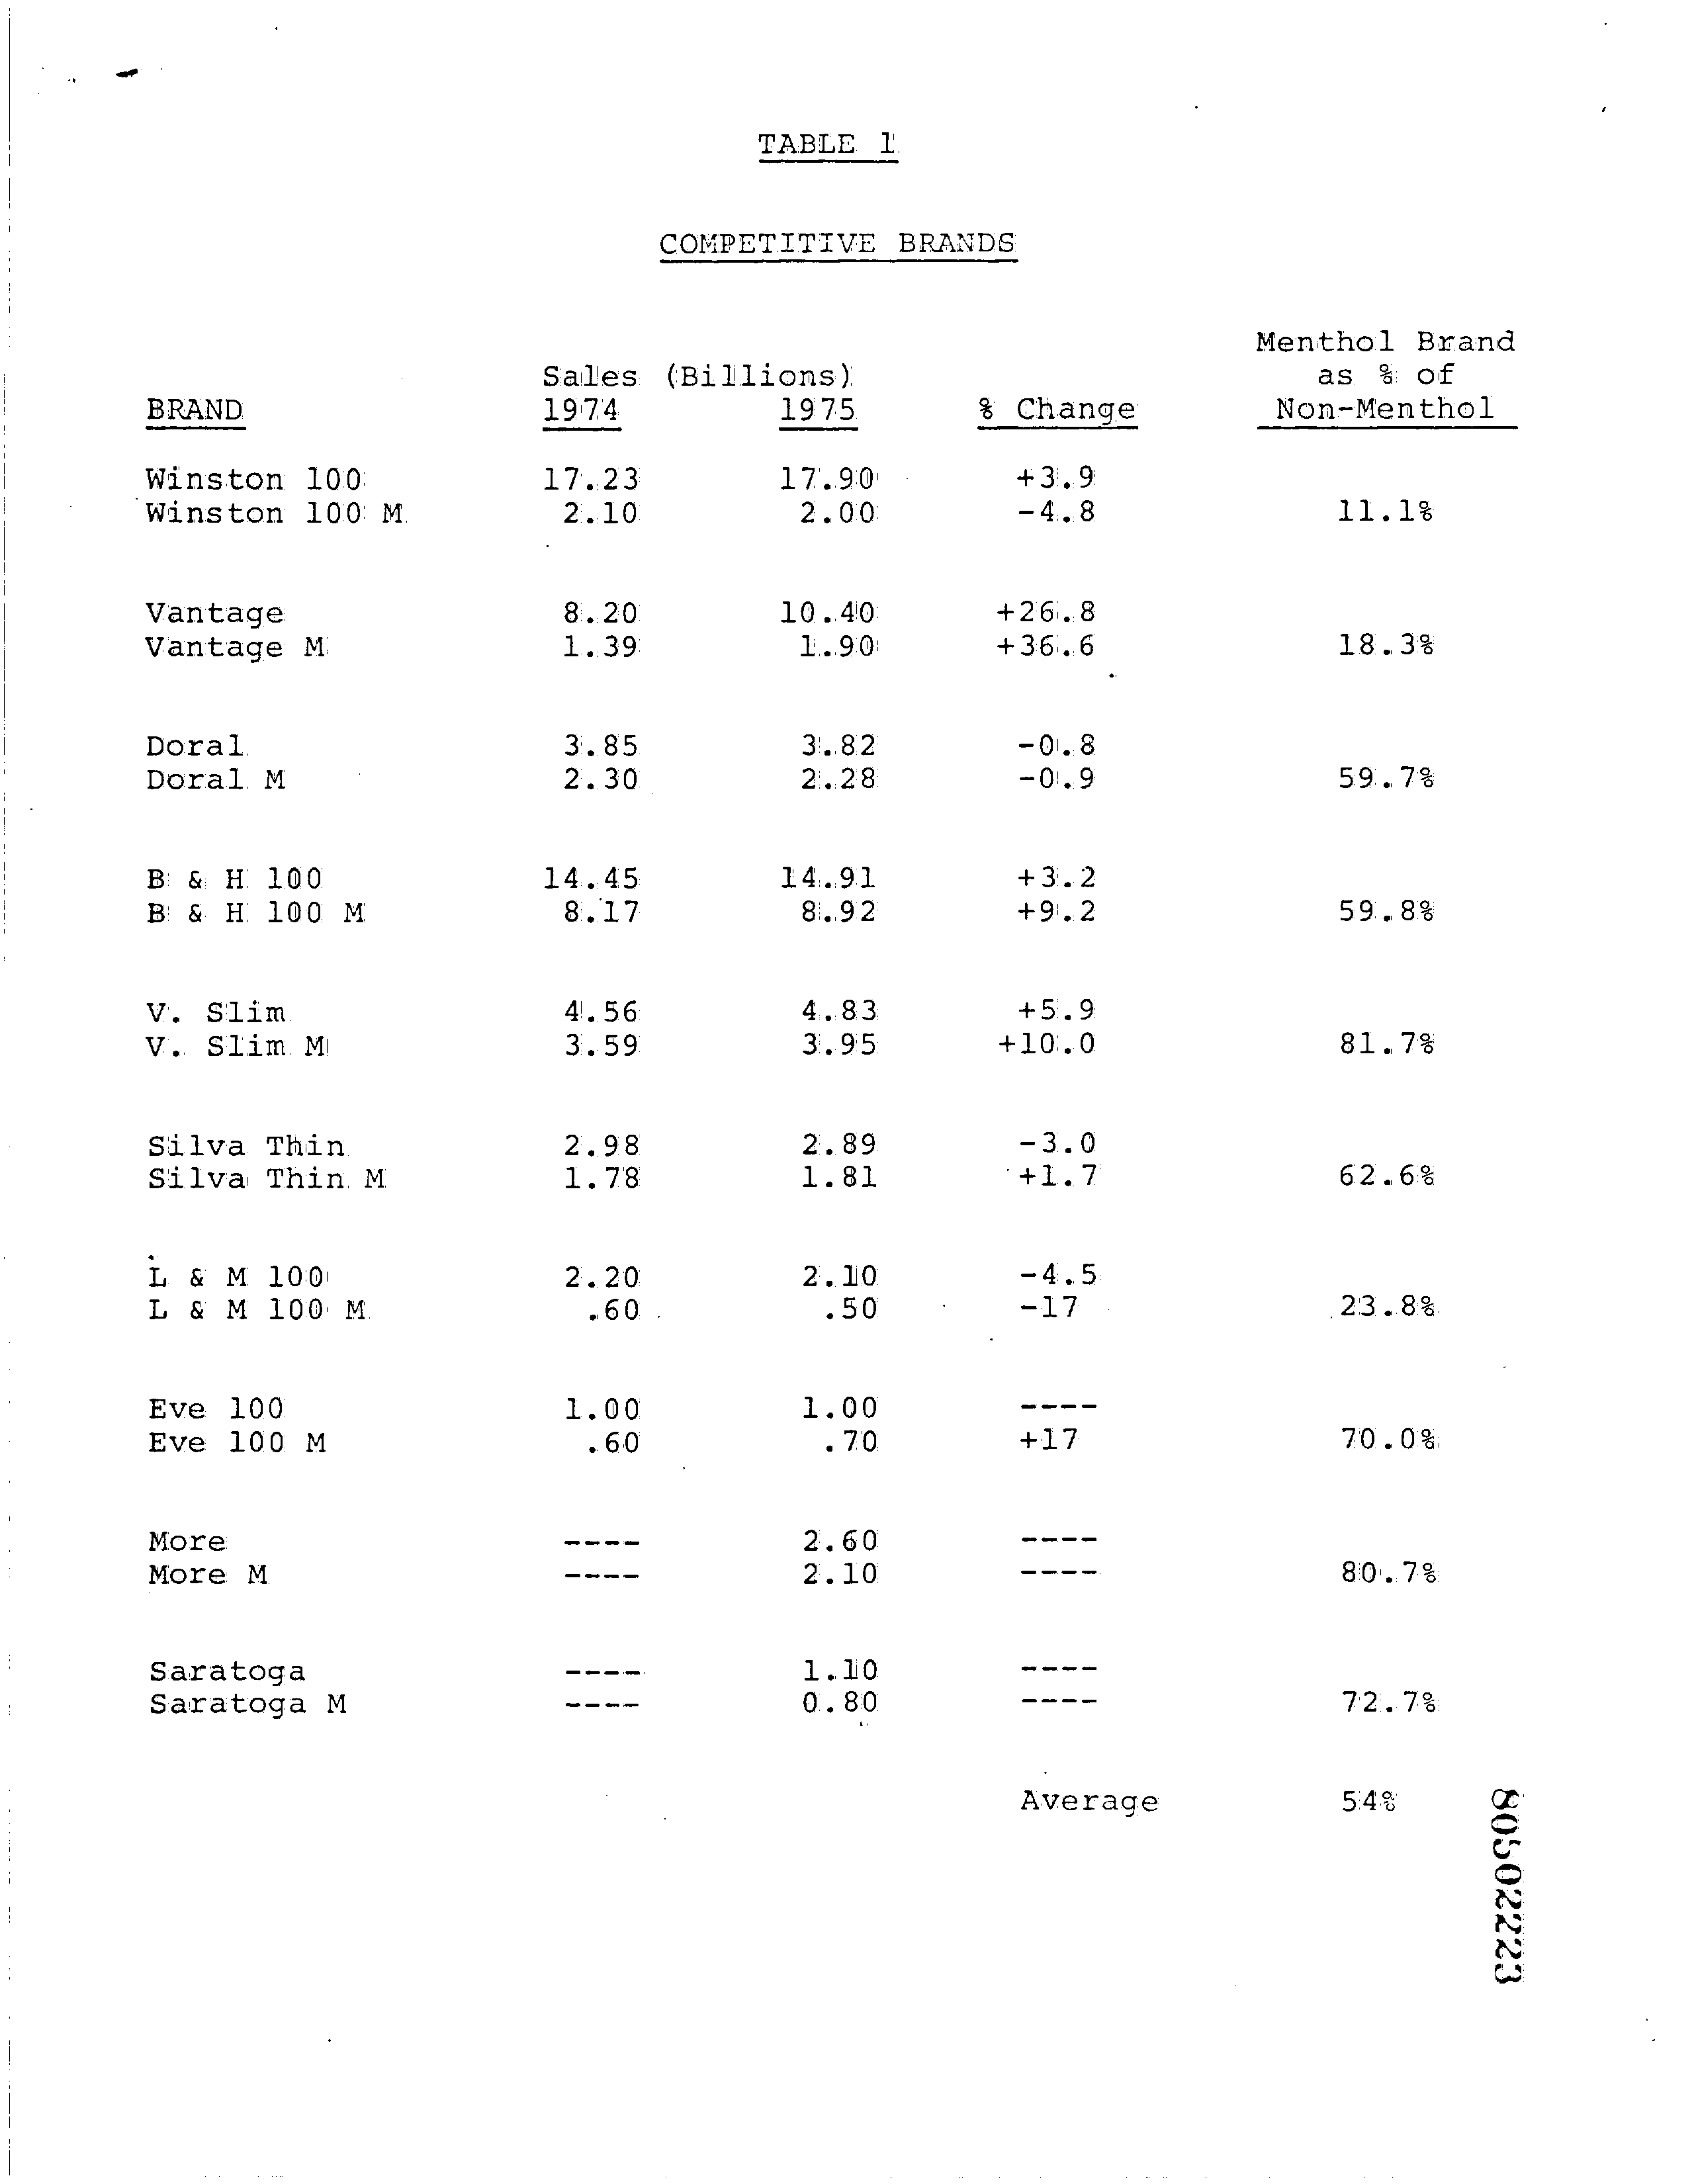 TABLE 1
COMPETITIVE BRANDS
Menthol Brand
Sales (Billions) as % of
BRAND 1974 1975 % Change Non-Menthol
Winston 100 17.23 17.90 +3.9
Winston 100 M 2.10 2.00 -4.8 11.1%
Vantage 8.20 10.40 +26.8
Vantage M 1.39 1.90 +36.6 18.3%
Doral 3.85 3.82 -0.8
Doral M 2.30 2.28 -0.9 59.7%
B & H 100 14.45 14.91 +3.2
B & H 100 M 8.17 8.92 +9.2 59.8%
V. Slim 4.56 4.83 +5.9
V. Slim M 3.59 3.95 +10.0 81.7%
Silva Thin 2.98 2.89 -3.0
Silva Thin M 1.78 1.81 +1.7 62.6%
L & M 100 2.20 2.10 -4.5
L & M 100 M .60 .50 -17 23.8%
Eve 100 1.00 1.00 ----
Eve 100 M .60 .70 +17 70.0%
More ---- 2.60 ----
More M ---- 2.10 ---- 80.7%
Saratoga ---- 1.10 ----
Saratoga M ---- 0.80 ---- 72.7%
Average 54%
80502223